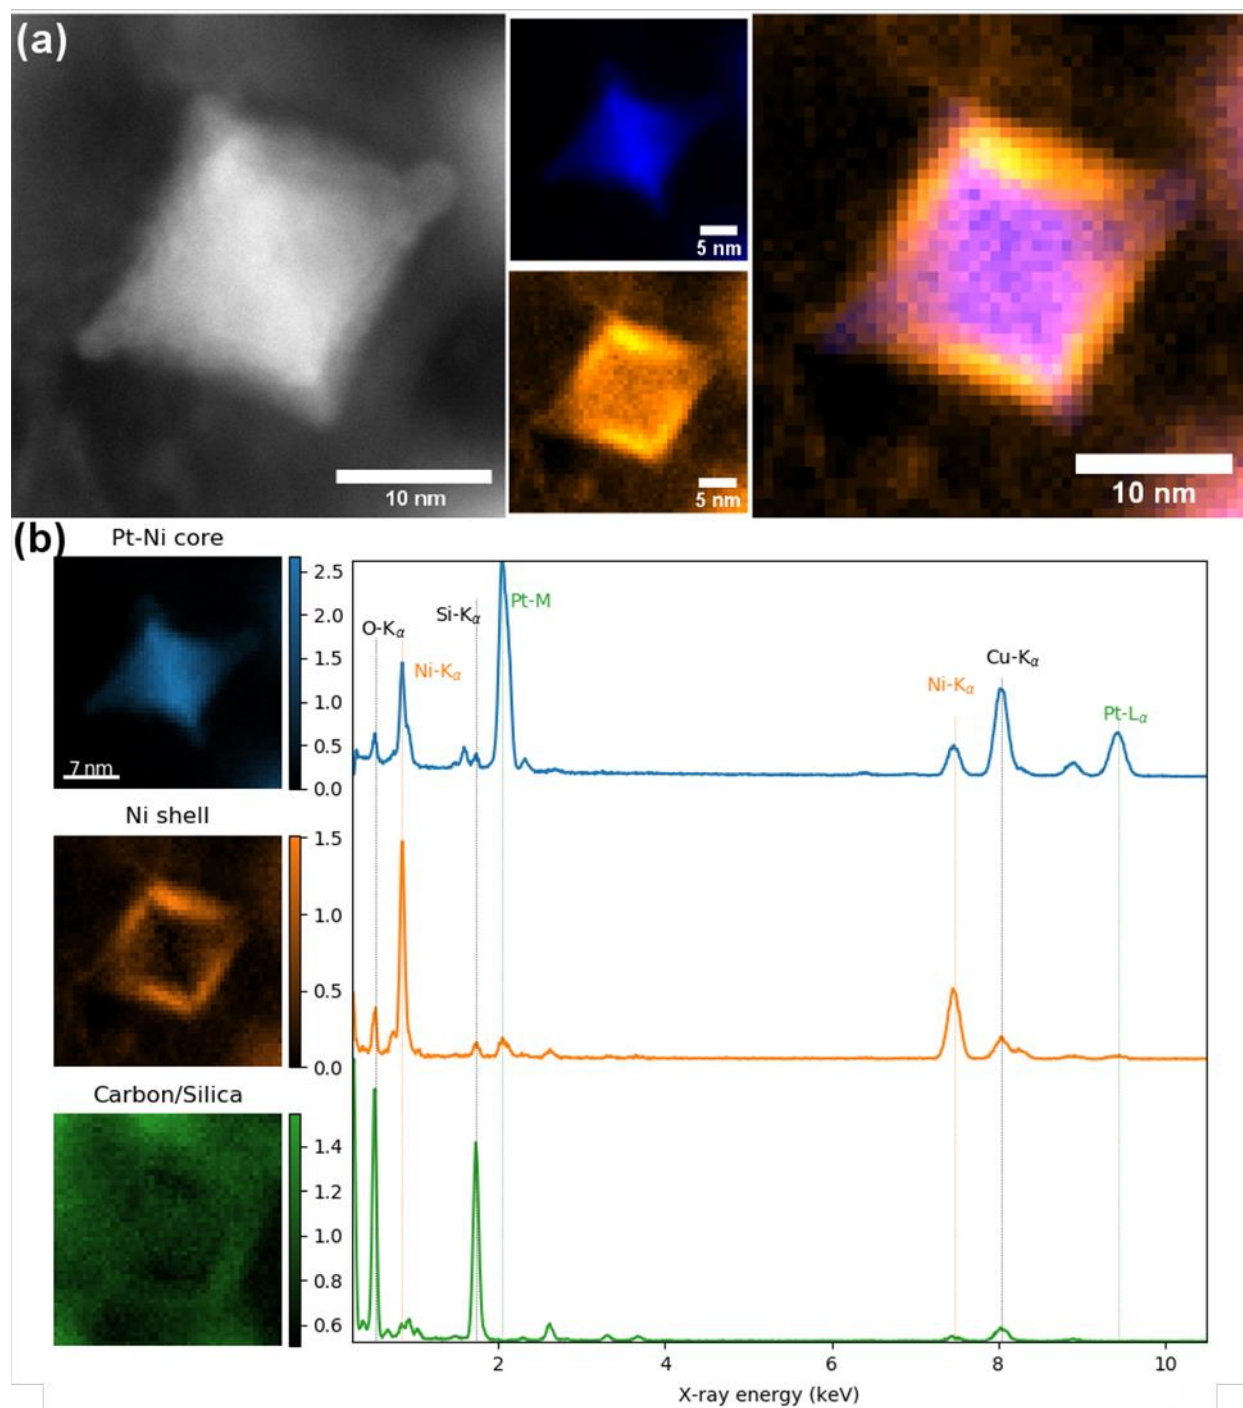 (a)
10 nm
5 nm
5 nm
10 nm
(b)
Pt-Ni core
2.5
2.0
1.5
1.0
0.5
0.0
7 nm
Ni shell
1.5
1.0
0.5
0.0
Carbon/Silica
1.4
1.2
1.0
0.8
0.6
O-Kα
Ni-Kα
Si-Kα
Pt-M
Ni-Kα
Cu-Kα
Pt-Lα
2 4 6 8 10
X-ray energy (keV)